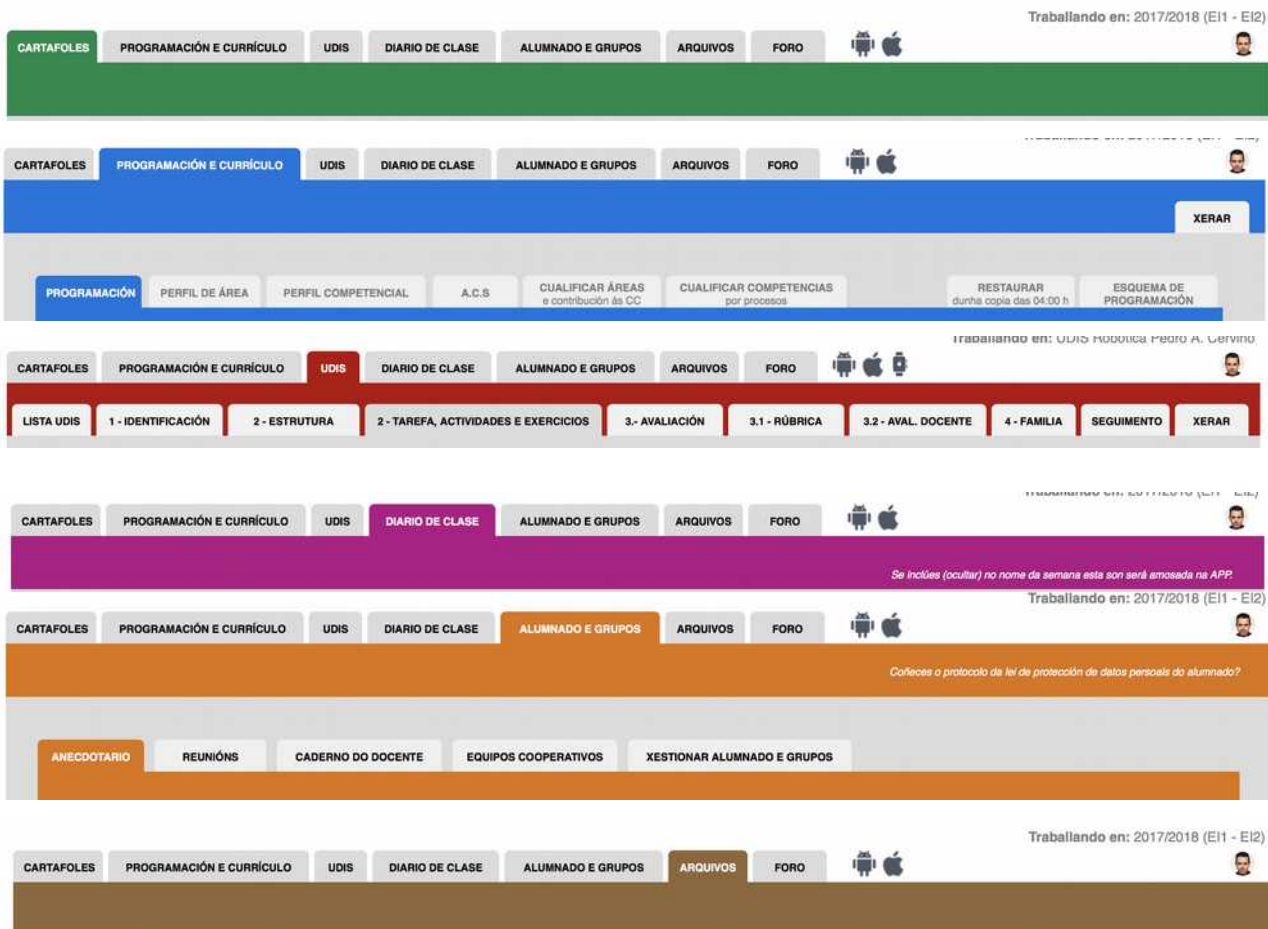 Traballando en: 2017/2018 (EI1 - EI2)
CARTAFOLES PROGRAMACIÓN E CURRÍCULO UDIS DIARIO DE CLASE ALUMNADO E GRUPOS ARQUIVOS FORO
CARTAFOLES PROGRAMACIÓN E CURRÍCULO UDIS DIARIO DE CLASE ALUMNADO E GRUPOS ARQUIVOS FORO
XERAR
PROGRAMACIÓN PERFIL DE ÁREA PERFIL COMPETENCIAL A.C.S CUALIFICAR ÁREAS CUALIFICAR COMPETENCIAS RESTAURAR ESQUEMA DE
e contribución ás CC por procesos dunha copia das 04:00 h PROGRAMACIÓN
Traballando en: UDIS Robótica Pedro A. Cerviño
CARTAFOLES PROGRAMACIÓN E CURRÍCULO UDIS DIARIO DE CLASE ALUMNADO E GRUPOS ARQUIVOS FORO
LISTA UDIS 1 - IDENTIFICACIÓN 2 - ESTRUTURA 2 - TAREFA, ACTIVIDADES E EXERCICIOS 3.- AVALIACIÓN 3.1 - RÚBRICA 3.2 - AVAL. DOCENTE 4 - FAMILIA SEGUIMENTO XERAR
CARTAFOLES PROGRAMACIÓN E CURRÍCULO UDIS DIARIO DE CLASE ALUMNADO E GRUPOS ARQUIVOS FORO
Se inclúes (ocultar) no nome da semana esta son será amosada na APP.
Traballando en: 2017/2018 (EI1 - EI2)
CARTAFOLES PROGRAMACIÓN E CURRÍCULO UDIS DIARIO DE CLASE ALUMNADO E GRUPOS ARQUIVOS FORO
Coñeces o protocolo da lei de protección de datos persoais do alumnado?
ANECDOTARIO REUNIÓNS CADERNO DO DOCENTE EQUIPOS COOPERATIVOS XESTIONAR ALUMNADO E GRUPOS
Traballando en: 2017/2018 (EI1 - EI2)
CARTAFOLES PROGRAMACIÓN E CURRÍCULO UDIS DIARIO DE CLASE ALUMNADO E GRUPOS ARQUIVOS FORO